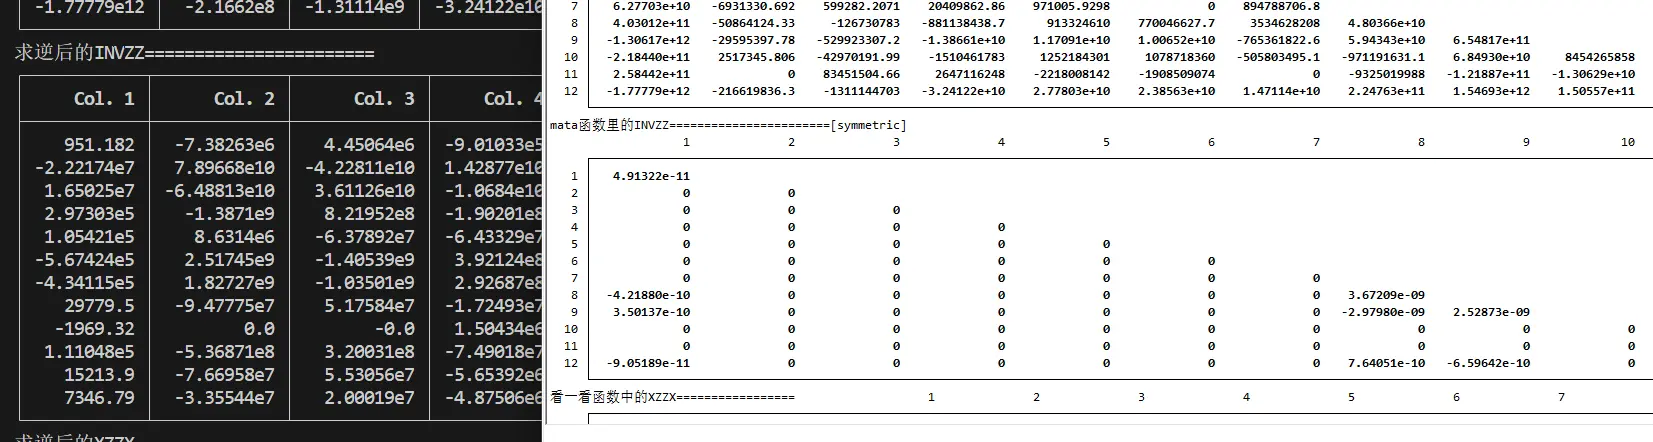 -1.77779e12 -2.1662e8 -1.31114e9 -3.24122e10
求逆后的INVZZ=======================
Col. 1 Col. 2 Col. 3 Col. 4
951.182 -7.38263e6 4.45064e6 -9.01033e5
-2.22174e7 7.89668e10 -4.22811e10 1.42877e10
1.65025e7 -6.48813e10 3.61126e10 -1.0684e10
2.97303e5 -1.3871e9 8.21952e8 -1.90201e8
1.05421e5 8.6314e6 -6.37892e7 -6.43329e7
-5.67424e5 2.51745e9 -1.40539e9 3.92124e8
-4.34115e5 1.82727e9 -1.03501e9 2.92687e8
29779.5 -9.47775e7 5.17584e7 -1.72493e7
-1969.32 0.0 -0.0 1.50434e6
1.11048e5 -5.36871e8 3.20031e8 -7.49018e7
15213.9 -7.66958e7 5.53056e7 -5.65392e6
7346.79 -3.35544e7 2.00019e7 -4.87506e6
求逆后的XZZX
7 6.27703e+10 -6931330.692 599282.2071 20409862.86 971005.9298 0 894788706.8
8 4.03012e+11 -50864124.33 -126730783 -881138438.7 913324610 770046627.7 3534628208 4.80366e+10
9 -1.30617e+12 -29595397.78 -529923307.2 -1.38661e+10 1.17091e+10 1.00652e+10 -765361822.6 5.94343e+10 6.54817e+11
10 -2.18440e+11 2517345.806 -42970191.99 -1510461783 1252184301 1078718360 -505803495.1 -971191631.1 6.84930e+10 8454265858
11 2.58442e+11 0 83451504.66 2647116248 -2218008142 -1908509074 0 -9325019988 -1.21887e+11 -1.30629e+10
12 -1.77779e+12 -216619836.3 -1311144703 -3.24122e+10 2.77803e+10 2.38563e+10 1.47114e+10 2.24763e+11 1.54693e+12 1.50557e+11
mata函数里的INVZZ=======================[symmetric]
1 2 3 4 5 6 7 8 9 10
1 4.91322e-11
2 0 0
3 0 0 0
4 0 0 0 0
5 0 0 0 0 0
6 0 0 0 0 0 0
7 0 0 0 0 0 0 0
8 -4.21880e-10 0 0 0 0 0 0 3.67209e-09
9 3.50137e-10 0 0 0 0 0 0 -2.97980e-09 2.52873e-09
10 0 0 0 0 0 0 0 0 0 0
11 0 0 0 0 0 0 0 0 0 0
12 -9.05189e-11 0 0 0 0 0 0 7.64051e-10 -6.59642e-10 0
看一看函数中的XZZX================= 1 2 3 4 5 6 7